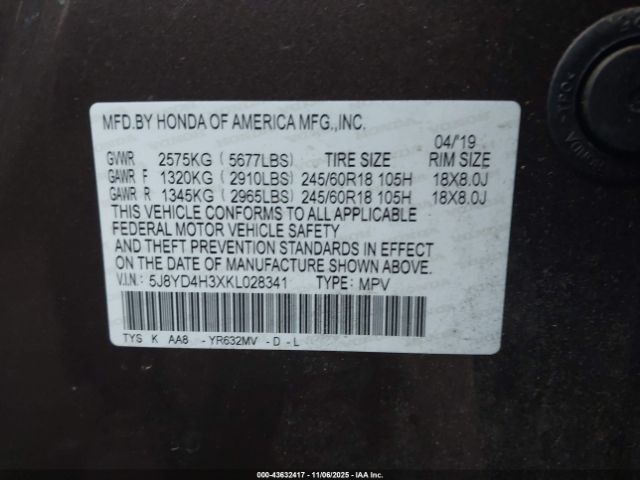 MFD.BY HONDA OF AMERICA MFG.,INC.
04/'19
GVWR 2575KG (5677LBS) TIRE SIZE RIM SIZE
GAWR F 1320KG (2910LBS) 245/60R18 105H 18X8.0J
GAWR R 1345KG (2965LBS) 245/60R18 105H 18X8.0J
THIS VEHICLE CONFORMS TO ALL APPLICABLE
FEDERAL MOTOR VEHICLE SAFETY
AND THEFT PREVENTION STANDARDS IN EFFECT
ON THE DATE OF MANUFACTURE SHOWN ABOVE.
V.I.N.: 5J8YD4H3XKL028341 TYPE: MPV
TYS K AA8 -YR632MV -D -L
000-43632417 - 11/06/2025 - IAA Inc.